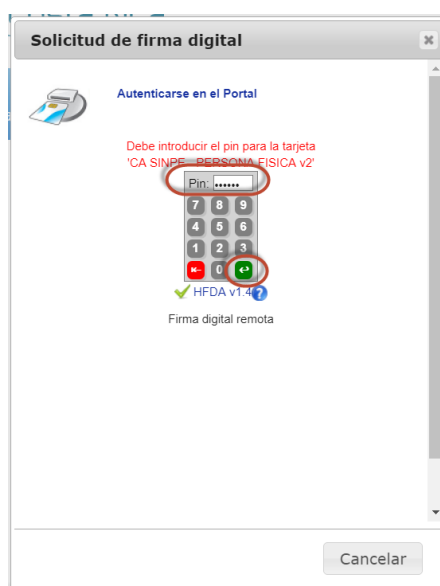 Solicitud de firma digital
Autenticarse en el Portal
Debe introducir el pin para la tarjeta
'CA SINPE - PERSONA FISICA v2'
Pin: ••••••
7 8 9
4 5 6
1 2 3
0
HFDA v1.4
Firma digital remota
Cancelar